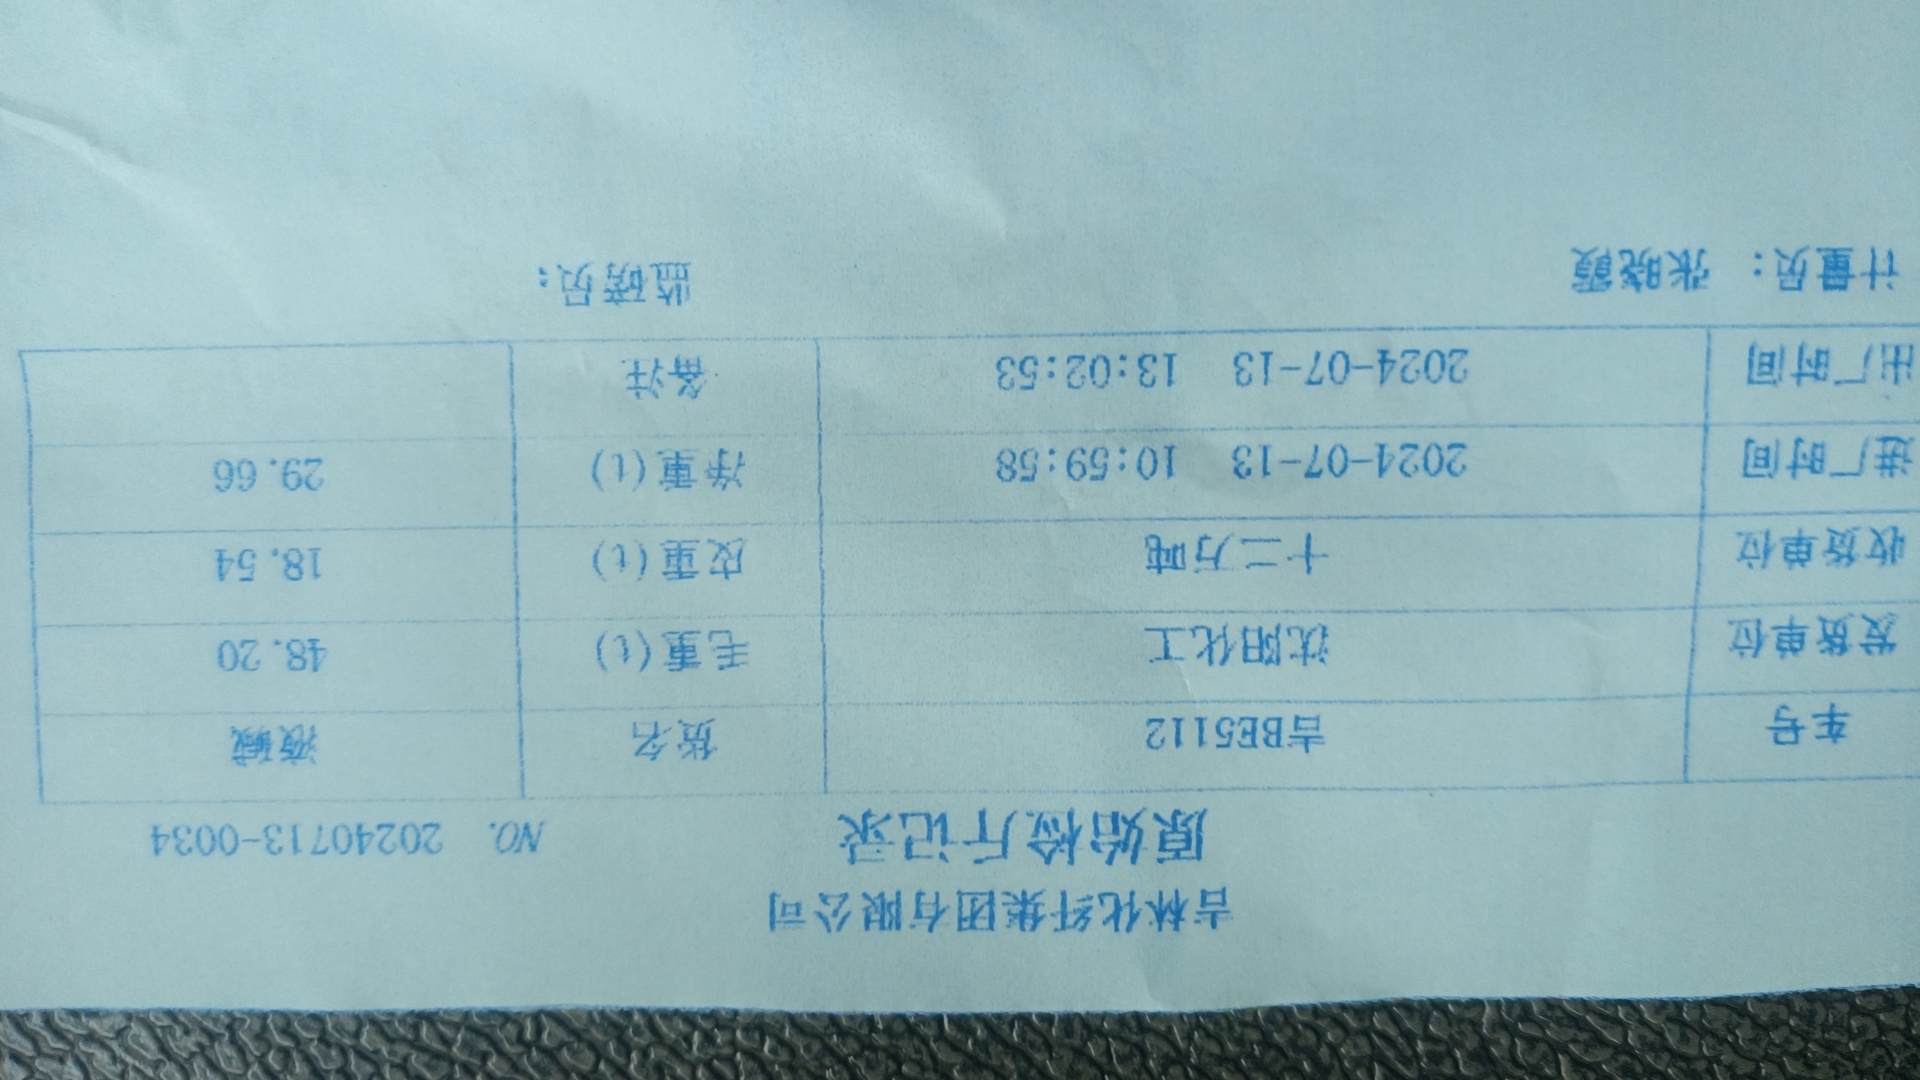 吉林化纤集团有限公司
原始检斤记录 NO. 20240713-0034
车号 吉BE5112 货名 液碱
发货单位 沈阳化工 毛重(t) 48.20
收货单位 十二万吨 皮重(t) 18.54
进厂时间 2024-07-13 10:59:58 净重(t) 29.66
出厂时间 2024-07-13 13:02:53 备注
计量员: 张晓霞 监磅员: